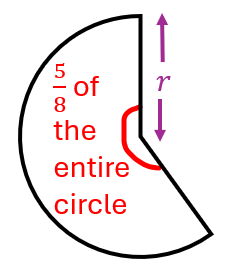 5/8 of
the
entire
circle
r